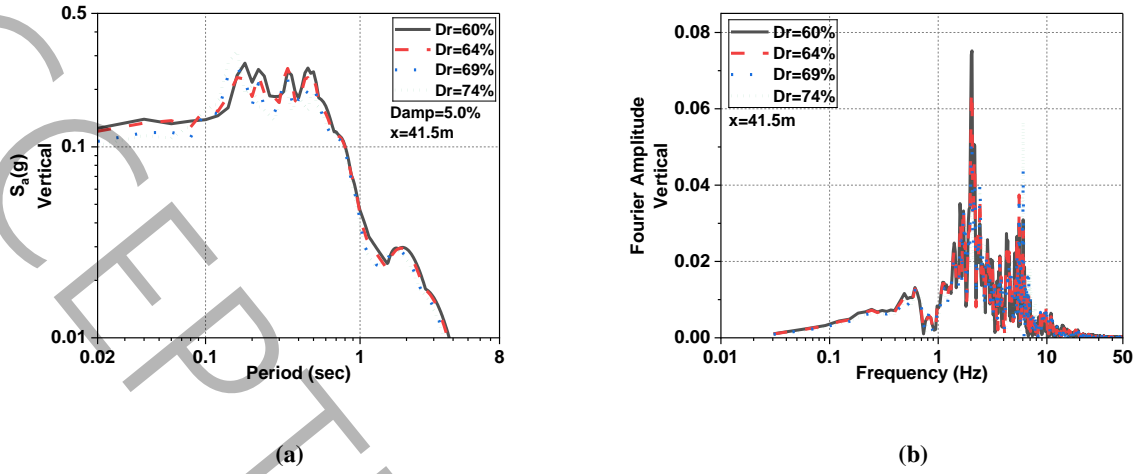 0.5
0.1
0.01
S_a(g)
Vertical
Dr=60%
Dr=64%
Dr=69%
Dr=74%
Damp=5.0%
x=41.5m
0.02
0.1
1
8
Period (sec)
(a)
0.08
0.06
0.04
0.02
0.00
Fourier Amplitude
Vertical
Dr=60%
Dr=64%
Dr=69%
Dr=74%
x=41.5m
0.01
0.1
1
10
50
Frequency (Hz)
(b)
CCEPT